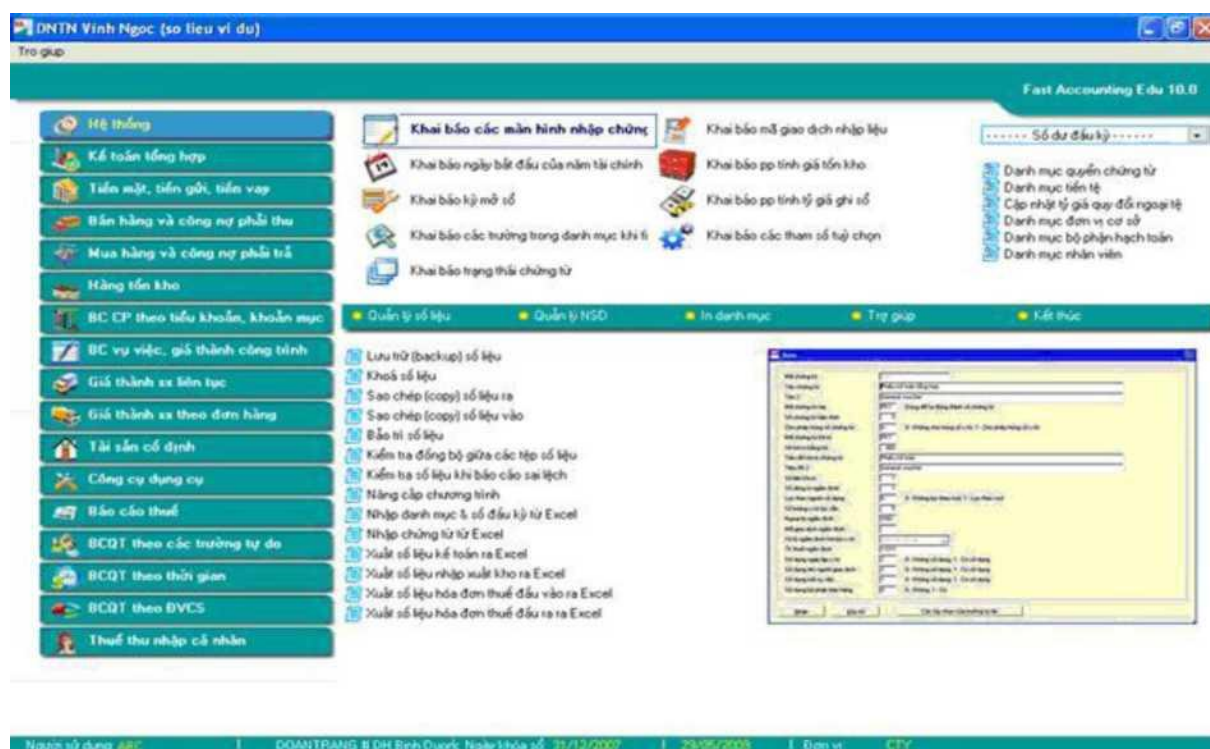 DNTN Vinh Ngoc (so lieu vi du)
Tro giup
Fast Accounting Edu 10.0
Hệ thống
Kế toán tổng hợp
Tiền mặt, tiền gửi, tiền vay
Bán hàng và công nợ phải thu
Mua hàng và công nợ phải trả
Hàng tồn kho
BC CP theo tiểu khoản, khoản mục
BC vụ việc, giá thành công trình
Giá thành sx liên tục
Giá thành sx theo đơn hàng
Tài sản cố định
Công cụ dụng cụ
Báo cáo thuế
BCQT theo các trường tự do
BCQT theo thời gian
BCQT theo ĐVCS
Thuế thu nhập cá nhân
Khai báo các màn hình nhập chứng
Khai báo mã giao dịch nhập liệu
Khai báo ngày bắt đầu của năm tài chính
Khai báo pp tính giá tồn kho
Khai báo kỳ mở sổ
Khai báo pp tính tỷ giá ghi sổ
Khai báo các trường trong danh mục khi ti
Khai báo các tham số tuỳ chọn
Khai báo trạng thái chứng từ
------ Số dư đầu kỳ ------
Danh mục quyển chứng từ
Danh mục tiền tệ
Cập nhật tỷ giá quy đổi ngoại tệ
Danh mục đơn vị cơ sở
Danh mục bộ phận hạch toán
Danh mục nhân viên
Quản lý số liệu
Quản lý NSD
In danh mục
Trợ giúp
Kết thúc
Lưu trữ (backup) số liệu
Khoá số liệu
Sao chép (copy) số liệu ra
Sao chép (copy) số liệu vào
Bảo trì số liệu
Kiểm tra đồng bộ giữa các tệp số liệu
Kiểm tra số liệu khi báo cáo sai lệch
Nâng cấp chương trình
Nhập danh mục & số đầu kỳ từ Excel
Nhập chứng từ từ Excel
Xuất số liệu kế toán ra Excel
Xuất số liệu nhập xuất kho ra Excel
Xuất số liệu hóa đơn thuế đầu vào ra Excel
Xuất số liệu hóa đơn thuế đầu ra ra Excel
Người sử dụng: ABC
DOANTRANG
Ngày khóa sổ: 31/12/2007
29/05/2008
Đơn vị: CTY